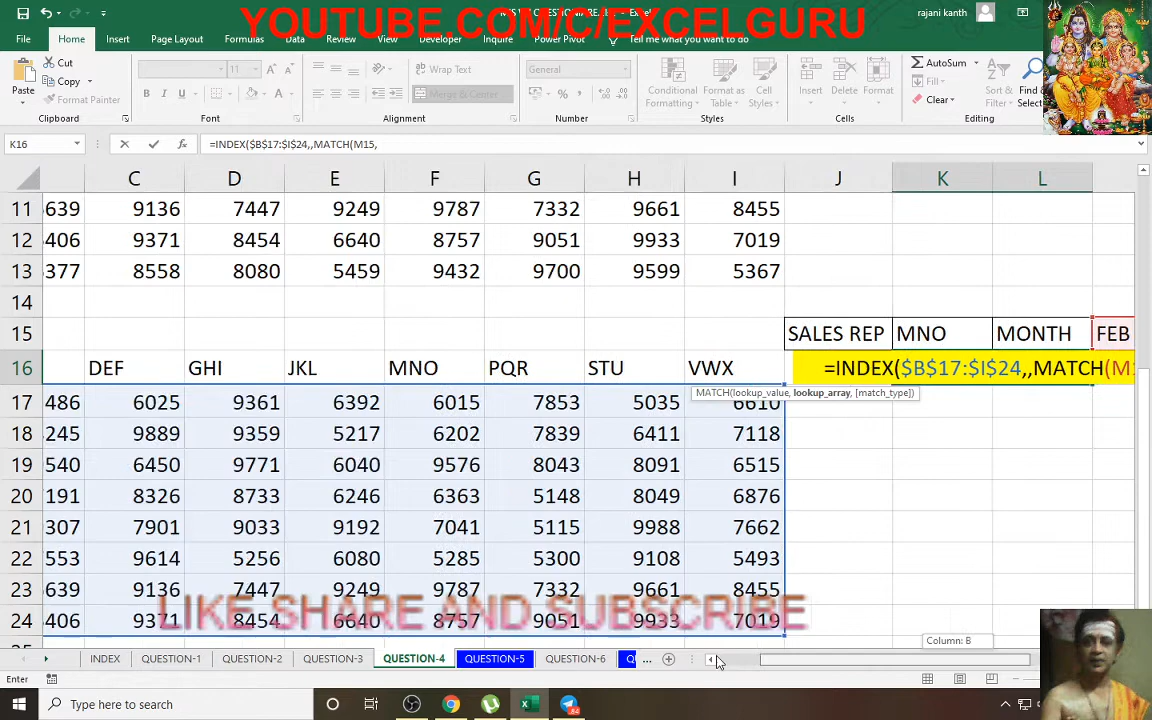 YOUTUBE.COM/C/EXCELGURU
rajani kanth
File Home Insert Page Layout Formulas Data Review View Developer Inquire Power Pivot Tell me what you want to do
Cut
Copy
Format Painter
Paste
Clipboard
11
B I U
Font
Wrap Text
Merge & Center
Alignment
General
Number
Conditional Formatting
Format as Table
Cell Styles
Styles
Insert Delete Format
Cells
AutoSum
Fill
Clear
Sort & Filter
Find & Select
Editing
K16 fx =INDEX($B$17:$I$24,,MATCH(M15,
C D E F G H I J K L
11 639 9136 7447 9249 9787 7332 9661 8455
12 406 9371 8454 6640 8757 9051 9933 7019
13 377 8558 8080 5459 9432 9700 9599 5367
14
15 SALES REP MNO MONTH FEB
16 DEF GHI JKL MNO PQR STU VWX =INDEX($B$17:$I$24,,MATCH(M
MATCH(lookup_value, lookup_array, [match_type])
17 486 6025 9361 6392 6015 7853 5035 6610
18 245 9889 9359 5217 6202 7839 6411 7118
19 540 6450 9771 6040 9576 8043 8091 6515
20 191 8326 8733 6246 6363 5148 8049 6876
21 307 7901 9033 9192 7041 5115 9988 7662
22 553 9614 5256 6080 5285 5300 9108 5493
23 639 9136 7447 9249 9787 7332 9661 8455
24 406 9371 8454 6640 8757 9051 9933 7019
LIKE SHARE AND SUBSCRIBE
Column: B
INDEX QUESTION-1 QUESTION-2 QUESTION-3 QUESTION-4 QUESTION-5 QUESTION-6 ...
Enter
Type here to search